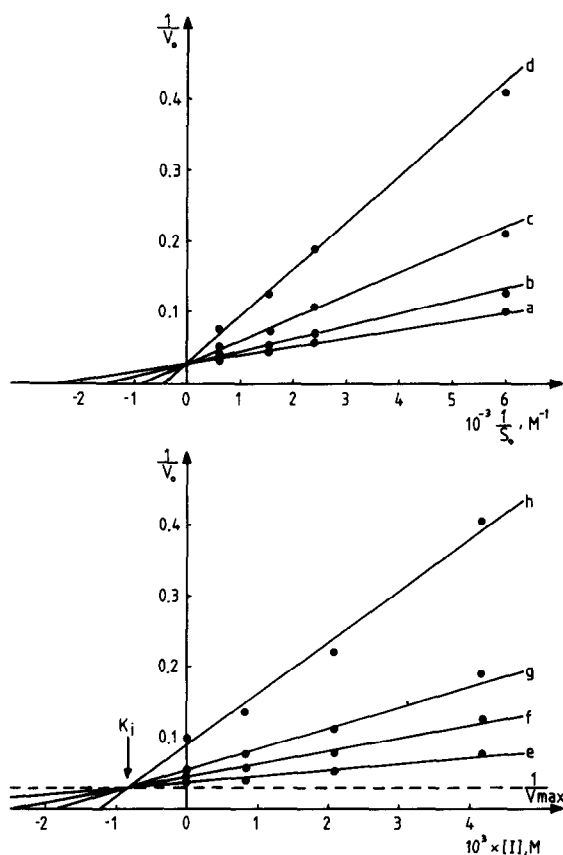 1
V₀
d
0,4
0,3
c
0,2
b
0,1
a
-2 -1 0 1 2 3 4 5 6
10⁻³ 1/S₀ , M⁻¹
1
V₀
h
0,4
0,3
0,2
g
Ki
f
0,1
e
1
Vmax
-2 -1 0 1 2 3 4
10³ × [I], M